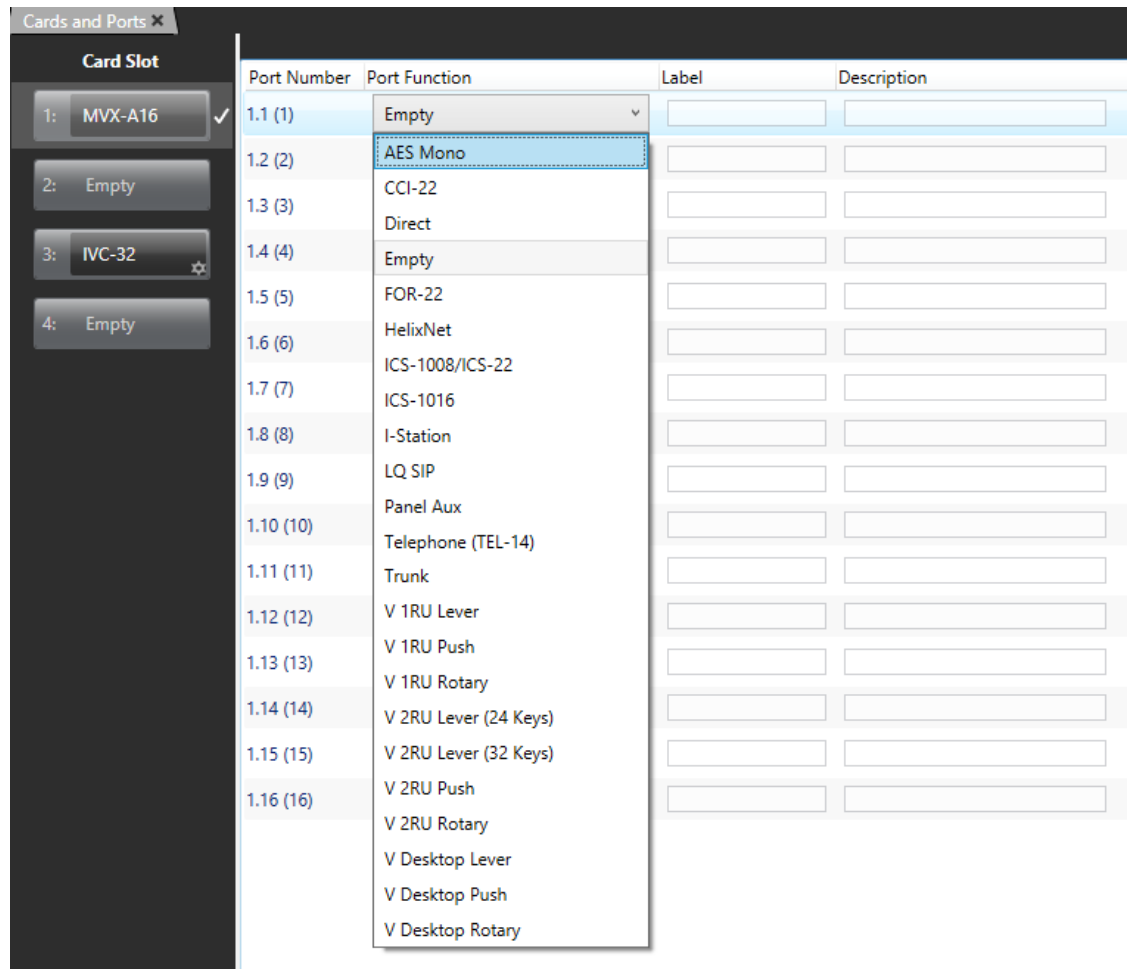 Cards and Ports ×
Card Slot
1: MVX-A16 ✓
2: Empty
3: IVC-32
4: Empty
Port Number Port Function Label Description
1.1 (1) Empty
1.2 (2)
1.3 (3)
1.4 (4)
1.5 (5)
1.6 (6)
1.7 (7)
1.8 (8)
1.9 (9)
1.10 (10)
1.11 (11)
1.12 (12)
1.13 (13)
1.14 (14)
1.15 (15)
1.16 (16)
AES Mono
CCI-22
Direct
Empty
FOR-22
HelixNet
ICS-1008/ICS-22
ICS-1016
I-Station
LQ SIP
Panel Aux
Telephone (TEL-14)
Trunk
V 1RU Lever
V 1RU Push
V 1RU Rotary
V 2RU Lever (24 Keys)
V 2RU Lever (32 Keys)
V 2RU Push
V 2RU Rotary
V Desktop Lever
V Desktop Push
V Desktop Rotary